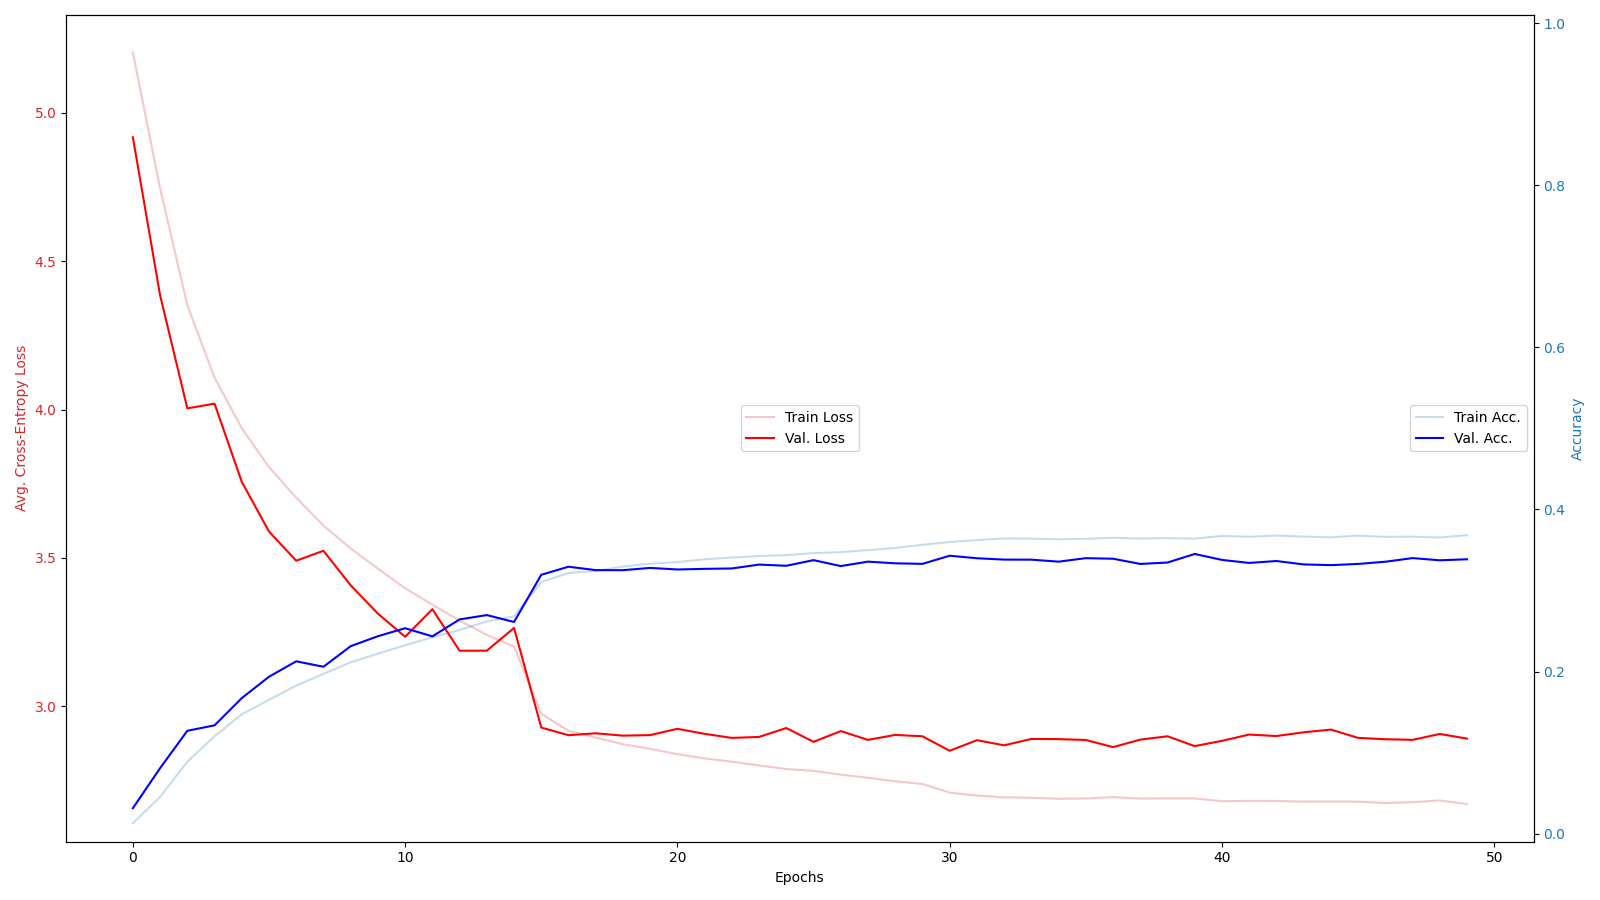 1.0
5.0
0.8
4.5
0.6
4.0
Train Loss
Val. Loss
Train Acc.
Val. Acc.
Avg. Cross-Entropy Loss
Accuracy
0.4
3.5
3.0
0.2
0.0
0 10 20 30 40 50
Epochs